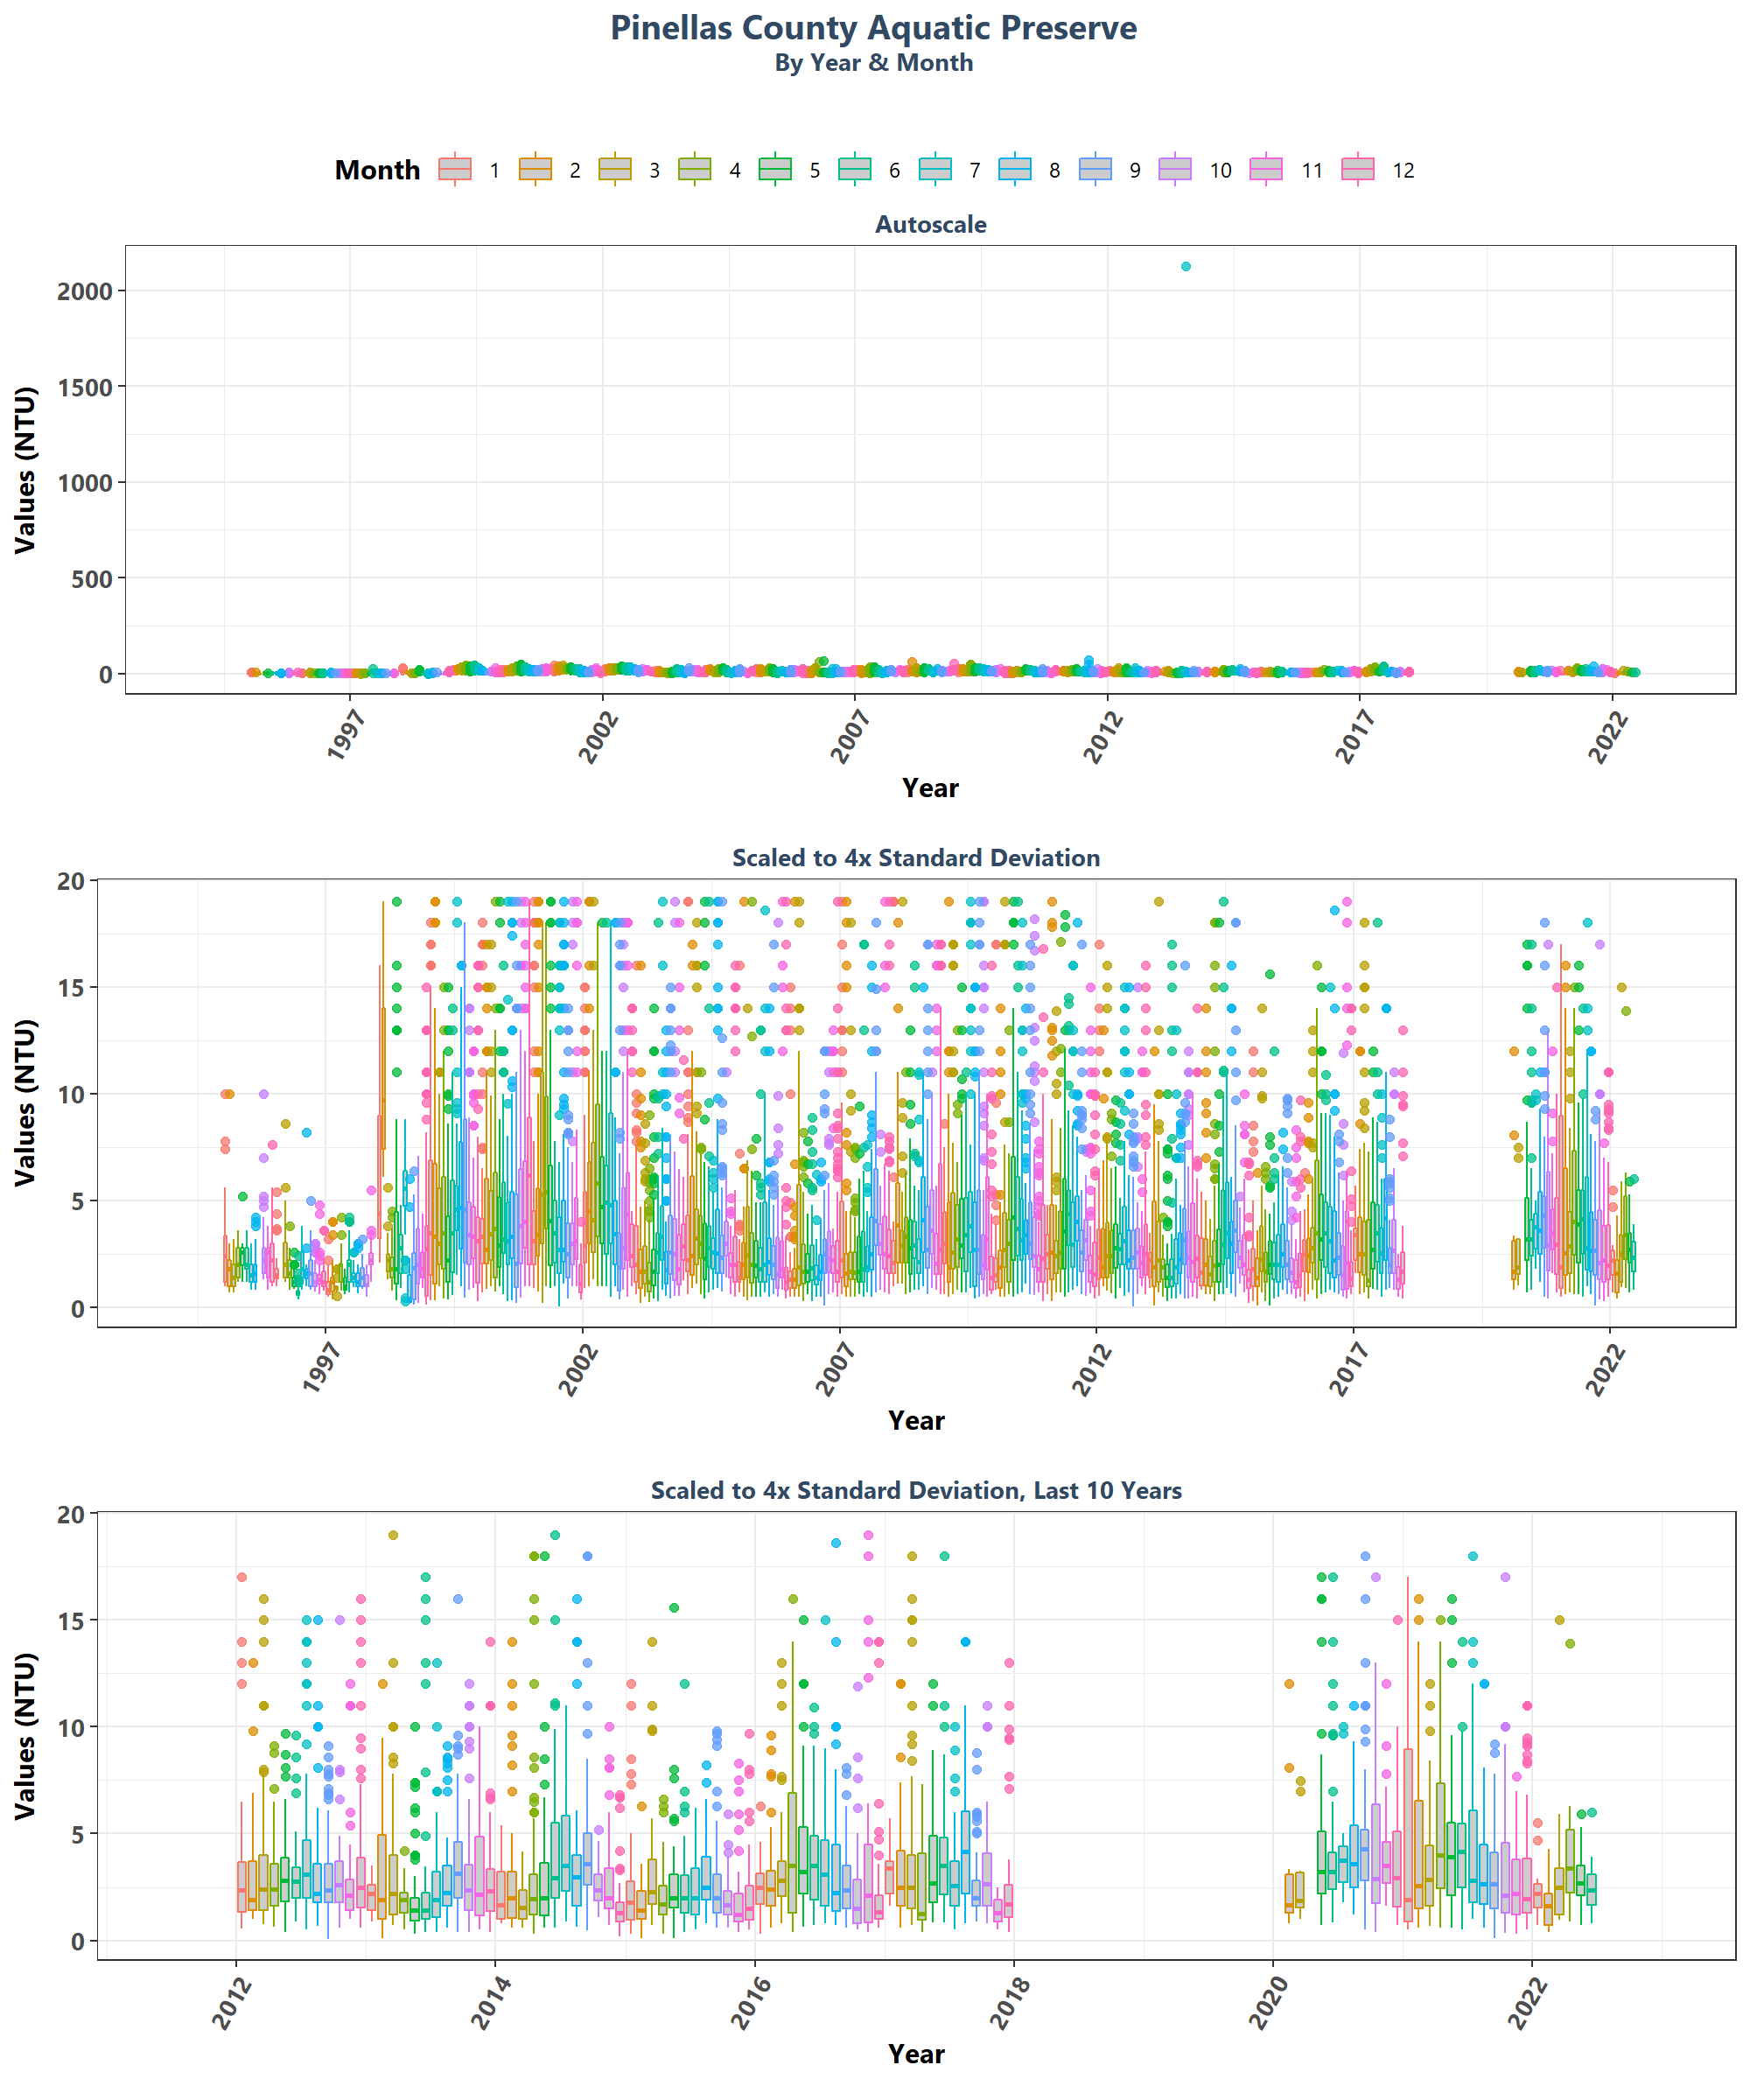 Pinellas County Aquatic Preserve
By Year & Month
Month 1 2 3 4 5 6 7 8 9 10 11 12
Autoscale
Values (NTU)
2000
1500
1000
500
0
1997 2002 2007 2012 2017 2022
Year
Scaled to 4x Standard Deviation
Values (NTU)
20
15
10
5
0
1997 2002 2007 2012 2017 2022
Year
Scaled to 4x Standard Deviation, Last 10 Years
Values (NTU)
20
15
10
5
0
2012 2014 2016 2018 2020 2022
Year